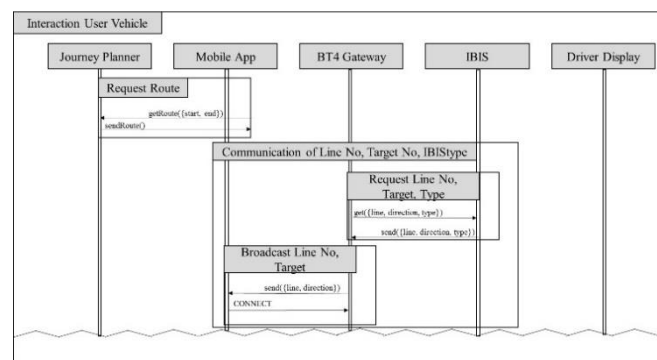 Interaction User Vehicle
Journey Planner
Mobile App
BT4 Gateway
IBIS
Driver Display
Request Route
getRoute({start, end})
sendRoute()
Communication of Line No, Target No, IBIStype
Request Line No,
Target, Type
get({line, direction, type})
send({line, direction, type})
Broadcast Line No,
Target
send({line, direction})
CONNECT